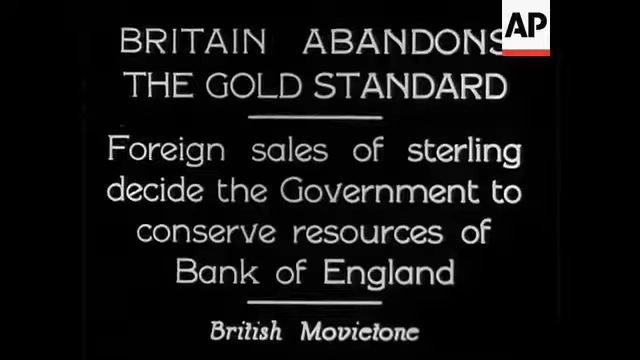 AP
BRITAIN ABANDONS
THE GOLD STANDARD
Foreign sales of sterling
decide the Government to
conserve resources of
Bank of England
British Movietone